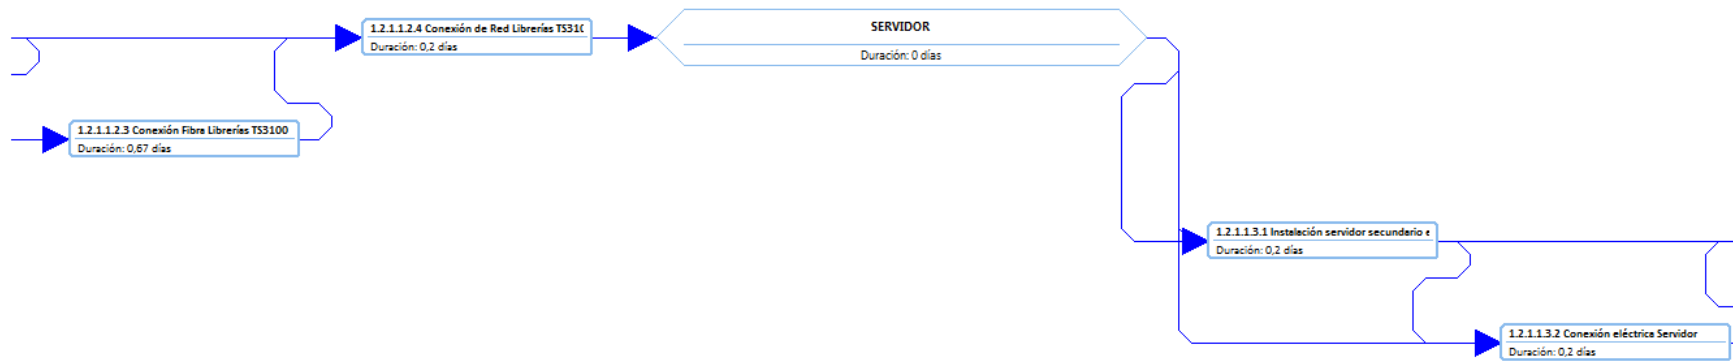 1.2.1.1.2.4 Conexión de Red Librerías TS310
Duración: 0,2 días
SERVIDOR
Duración: 0 días
1.2.1.1.2.3 Conexión Fibra Librerías TS3100
Duración: 0,67 días
1.2.1.1.3.1 Instalación servidor secundario e
Duración: 0,2 días
1.2.1.1.3.2 Conexión eléctrica Servidor
Duración: 0,2 días